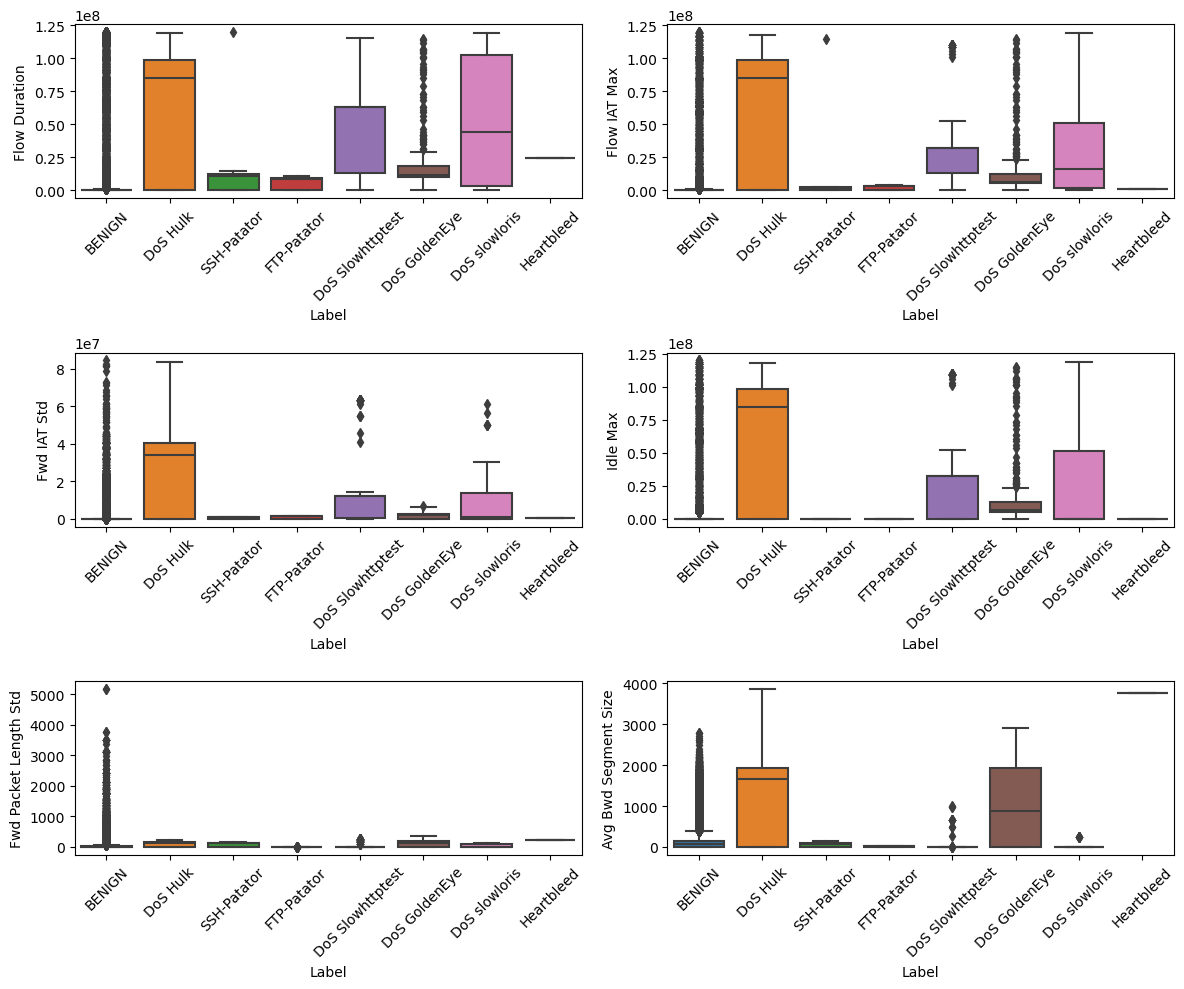 1e8
Flow Duration
1.25
1.00
0.75
0.50
0.25
0.00
BENIGN
DoS Hulk
SSH-Patator
FTP-Patator
DoS Slowhttptest
DoS GoldenEye
DoS slowloris
Heartbleed
Label
1e8
Flow IAT Max
1.25
1.00
0.75
0.50
0.25
0.00
BENIGN
DoS Hulk
SSH-Patator
FTP-Patator
DoS Slowhttptest
DoS GoldenEye
DoS slowloris
Heartbleed
Label
1e7
Fwd IAT Std
8
6
4
2
0
BENIGN
DoS Hulk
SSH-Patator
FTP-Patator
DoS Slowhttptest
DoS GoldenEye
DoS slowloris
Heartbleed
Label
1e8
Idle Max
1.25
1.00
0.75
0.50
0.25
0.00
BENIGN
DoS Hulk
SSH-Patator
FTP-Patator
DoS Slowhttptest
DoS GoldenEye
DoS slowloris
Heartbleed
Label
Fwd Packet Length Std
5000
4000
3000
2000
1000
0
BENIGN
DoS Hulk
SSH-Patator
FTP-Patator
DoS Slowhttptest
DoS GoldenEye
DoS slowloris
Heartbleed
Label
Avg Bwd Segment Size
4000
3000
2000
1000
0
BENIGN
DoS Hulk
SSH-Patator
FTP-Patator
DoS Slowhttptest
DoS GoldenEye
DoS slowloris
Heartbleed
Label